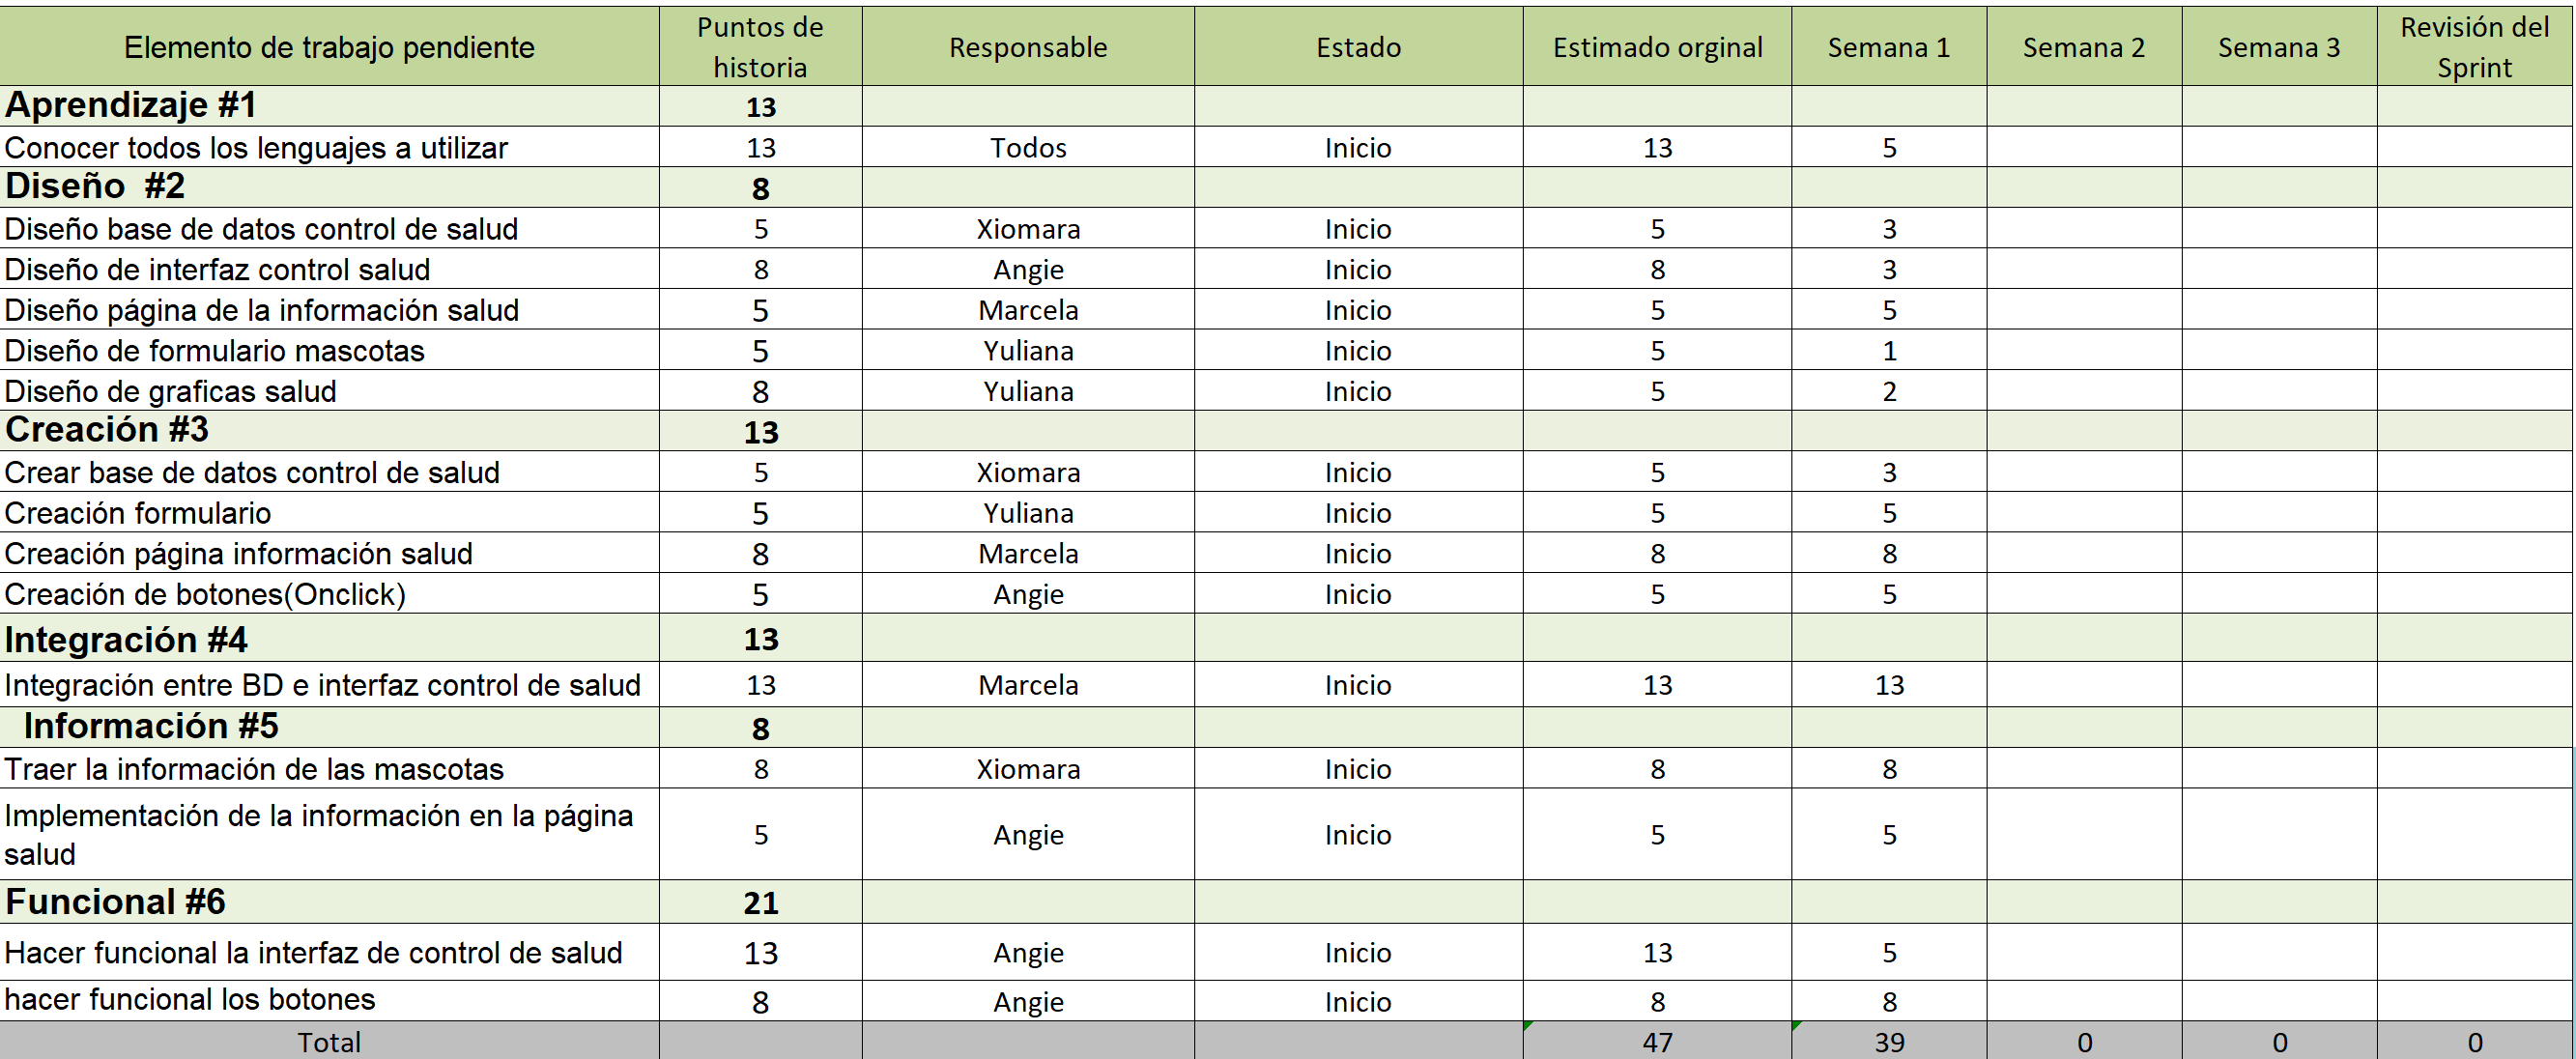 Elemento de trabajo pendiente Puntos de historia Responsable Estado Estimado orginal Semana 1 Semana 2 Semana 3 Revisión del Sprint
Aprendizaje #1 13
Conocer todos los lenguajes a utilizar 13 Todos Inicio 13 5
Diseño #2 8
Diseño base de datos control de salud 5 Xiomara Inicio 5 3
Diseño de interfaz control salud 8 Angie Inicio 8 3
Diseño página de la información salud 5 Marcela Inicio 5 5
Diseño de formulario mascotas 5 Yuliana Inicio 5 1
Diseño de graficas salud 8 Yuliana Inicio 5 2
Creación #3 13
Crear base de datos control de salud 5 Xiomara Inicio 5 3
Creación formulario 5 Yuliana Inicio 5 5
Creación página información salud 8 Marcela Inicio 8 8
Creación de botones(Onclick) 5 Angie Inicio 5 5
Integración #4 13
Integración entre BD e interfaz control de salud 13 Marcela Inicio 13 13
Información #5 8
Traer la información de las mascotas 8 Xiomara Inicio 8 8
Implementación de la información en la página salud 5 Angie Inicio 5 5
Funcional #6 21
Hacer funcional la interfaz de control de salud 13 Angie Inicio 13 5
hacer funcional los botones 8 Angie Inicio 8 8
Total 47 39 0 0 0